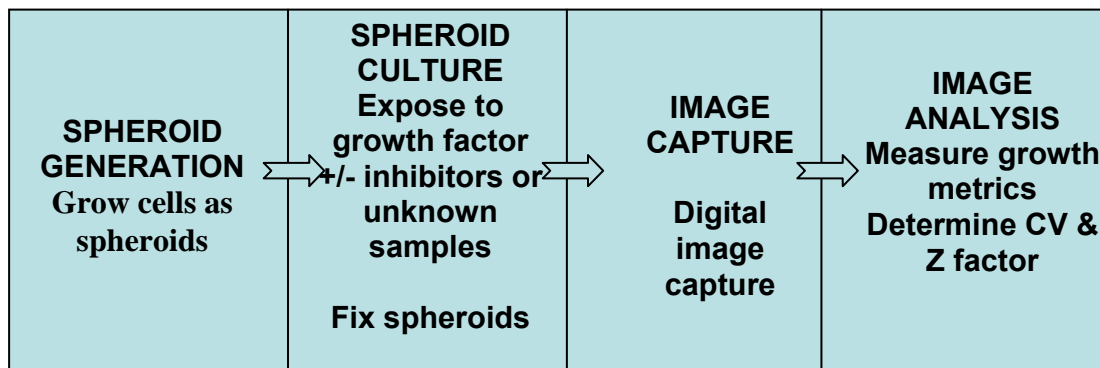 SPHEROID
GENERATION
Grow cells as
spheroids
SPHEROID
CULTURE
Expose to
growth factor
+/- inhibitors or
unknown
samples
Fix spheroids
IMAGE
CAPTURE
Digital
image
capture
IMAGE
ANALYSIS
Measure growth
metrics
Determine CV &
Z factor